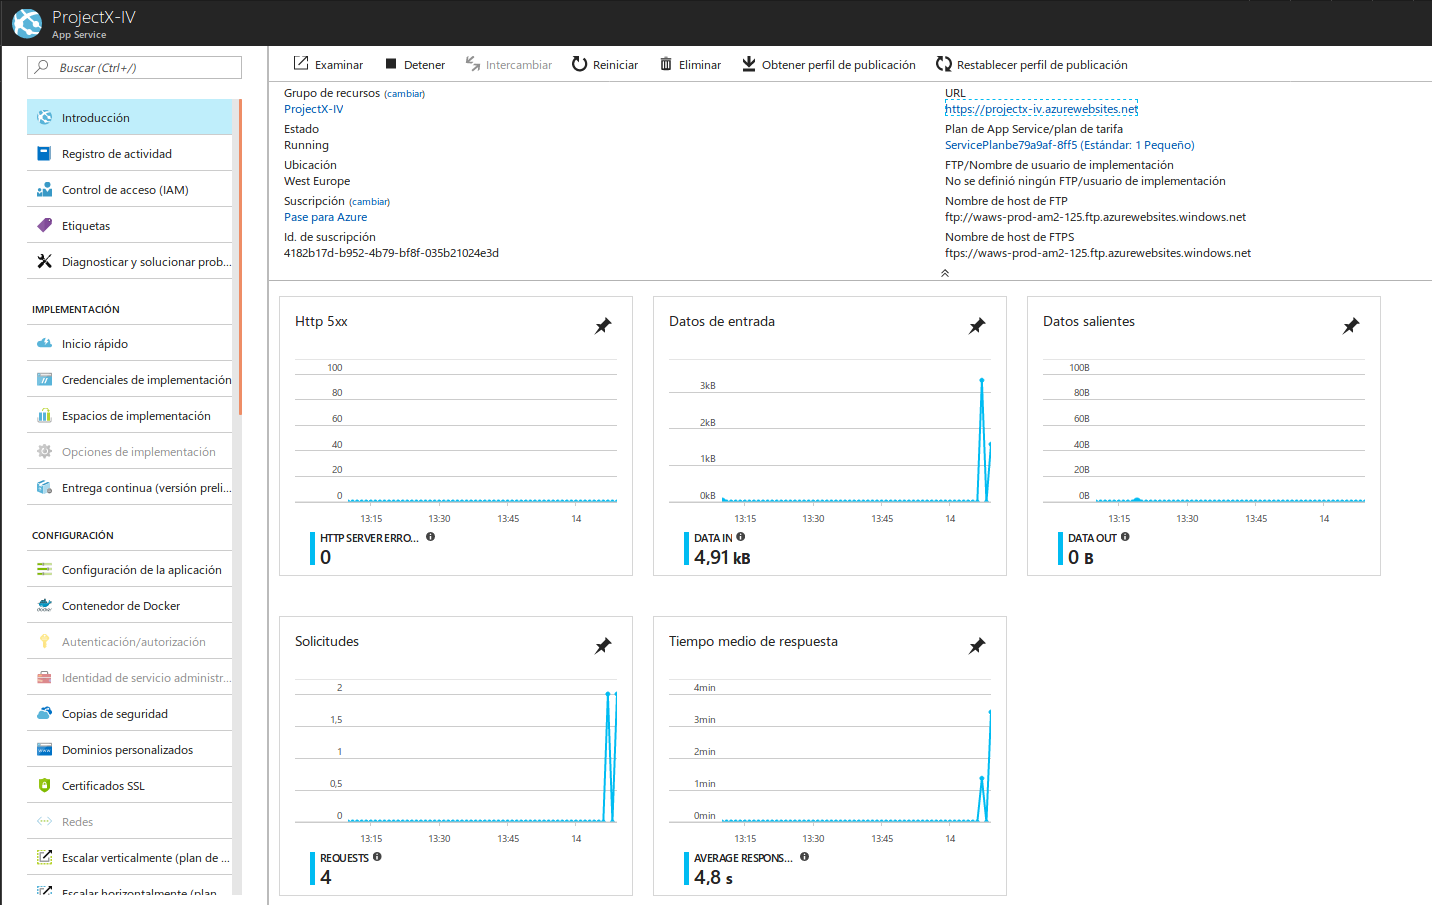 ProjectX-IV
App Service
Buscar (Ctrl+/)
Introducción
Registro de actividad
Control de acceso (IAM)
Etiquetas
Diagnosticar y solucionar prob...
IMPLEMENTACIÓN
Inicio rápido
Credenciales de implementación
Espacios de implementación
Opciones de implementación
Entrega continua (versión preli...
CONFIGURACIÓN
Configuración de la aplicación
Contenedor de Docker
Autenticación/autorización
Identidad de servicio administr...
Copias de seguridad
Dominios personalizados
Certificados SSL
Redes
Escalar verticalmente (plan de ...
Escalar horizontalmente (plan
Examinar Detener Intercambiar Reiniciar Eliminar Obtener perfil de publicación Restablecer perfil de publicación
Grupo de recursos (cambiar)
ProjectX-IV
Estado
Running
Ubicación
West Europe
Suscripción (cambiar)
Pase para Azure
Id. de suscripción
4182b17d-b952-4b79-bf8f-035b21024e3d
URL
https://projectx-iv.azurewebsites.net
Plan de App Service/plan de tarifa
ServicePlanbe79a9af-8ff5 (Estándar: 1 Pequeño)
FTP/Nombre de usuario de implementación
No se definió ningún FTP/usuario de implementación
Nombre de host de FTP
ftp://waws-prod-am2-125.ftp.azurewebsites.windows.net
Nombre de host de FTPS
ftps://waws-prod-am2-125.ftp.azurewebsites.windows.net
Http 5xx
100
80
60
40
20
0
13:15 13:30 13:45 14
HTTP SERVER ERRO...
0
Datos de entrada
3kB
2kB
1kB
0kB
13:15 13:30 13:45 14
DATA IN
4,91 kB
Datos salientes
100B
80B
60B
40B
20B
0B
13:15 13:30 13:45 14
DATA OUT
0 B
Solicitudes
2
1,5
1
0,5
0
13:15 13:30 13:45 14
REQUESTS
4
Tiempo medio de respuesta
4min
3min
2min
1min
0min
13:15 13:30 13:45 14
AVERAGE RESPONS...
4,8 s